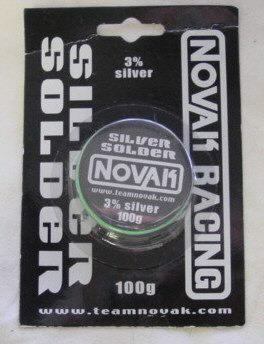 3%
silver
SILVER
SOLDER
NOVAK RACING
SILVER
SOLDER
NOVAK
www.teamnovak.com
3% silver
100g
100g
www.teamnovak.com